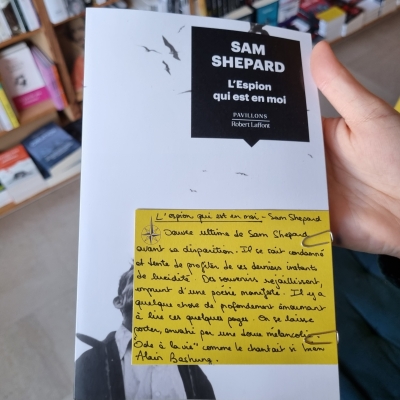 SAM
SHEPARD
L'Espion
qui est en moi
PAVILLONS
Robert Laffont
L'espion qui est en moi - Sam Shepard
Œuvre ultime de Sam Shepard
avant sa disparition. Il se sait condamné
et tente de profiter de ses derniers instants
de lucidité. Des souvenirs rejaillissent,
emprunt d'une poésie manifeste. Il y a
quelque chose de profondément émouvant
à lire ces quelques pages. On se laisse
porter, envahir par une douce mélancolie.
"Ode à la vie" comme le chantait si bien
Alain Bashung.